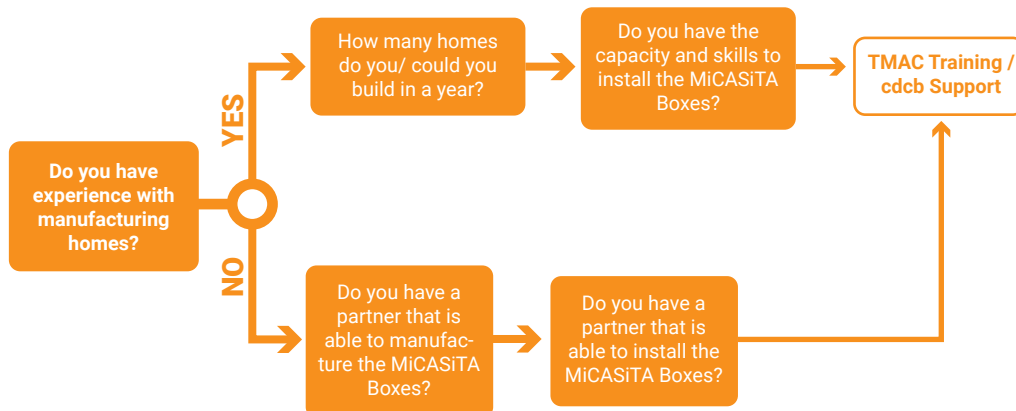 Do you have
experience with
manufacturing
homes?
YES
How many homes
do you/ could you
build in a year?
Do you have the
capacity and skills to
install the MiCASiTA
Boxes?
TMAC Training /
cdcb Support
NO
Do you have a
partner that is
able to manufac-
ture the MiCASiTA
Boxes?
Do you have a
partner that is
able to install the
MiCASiTA Boxes?